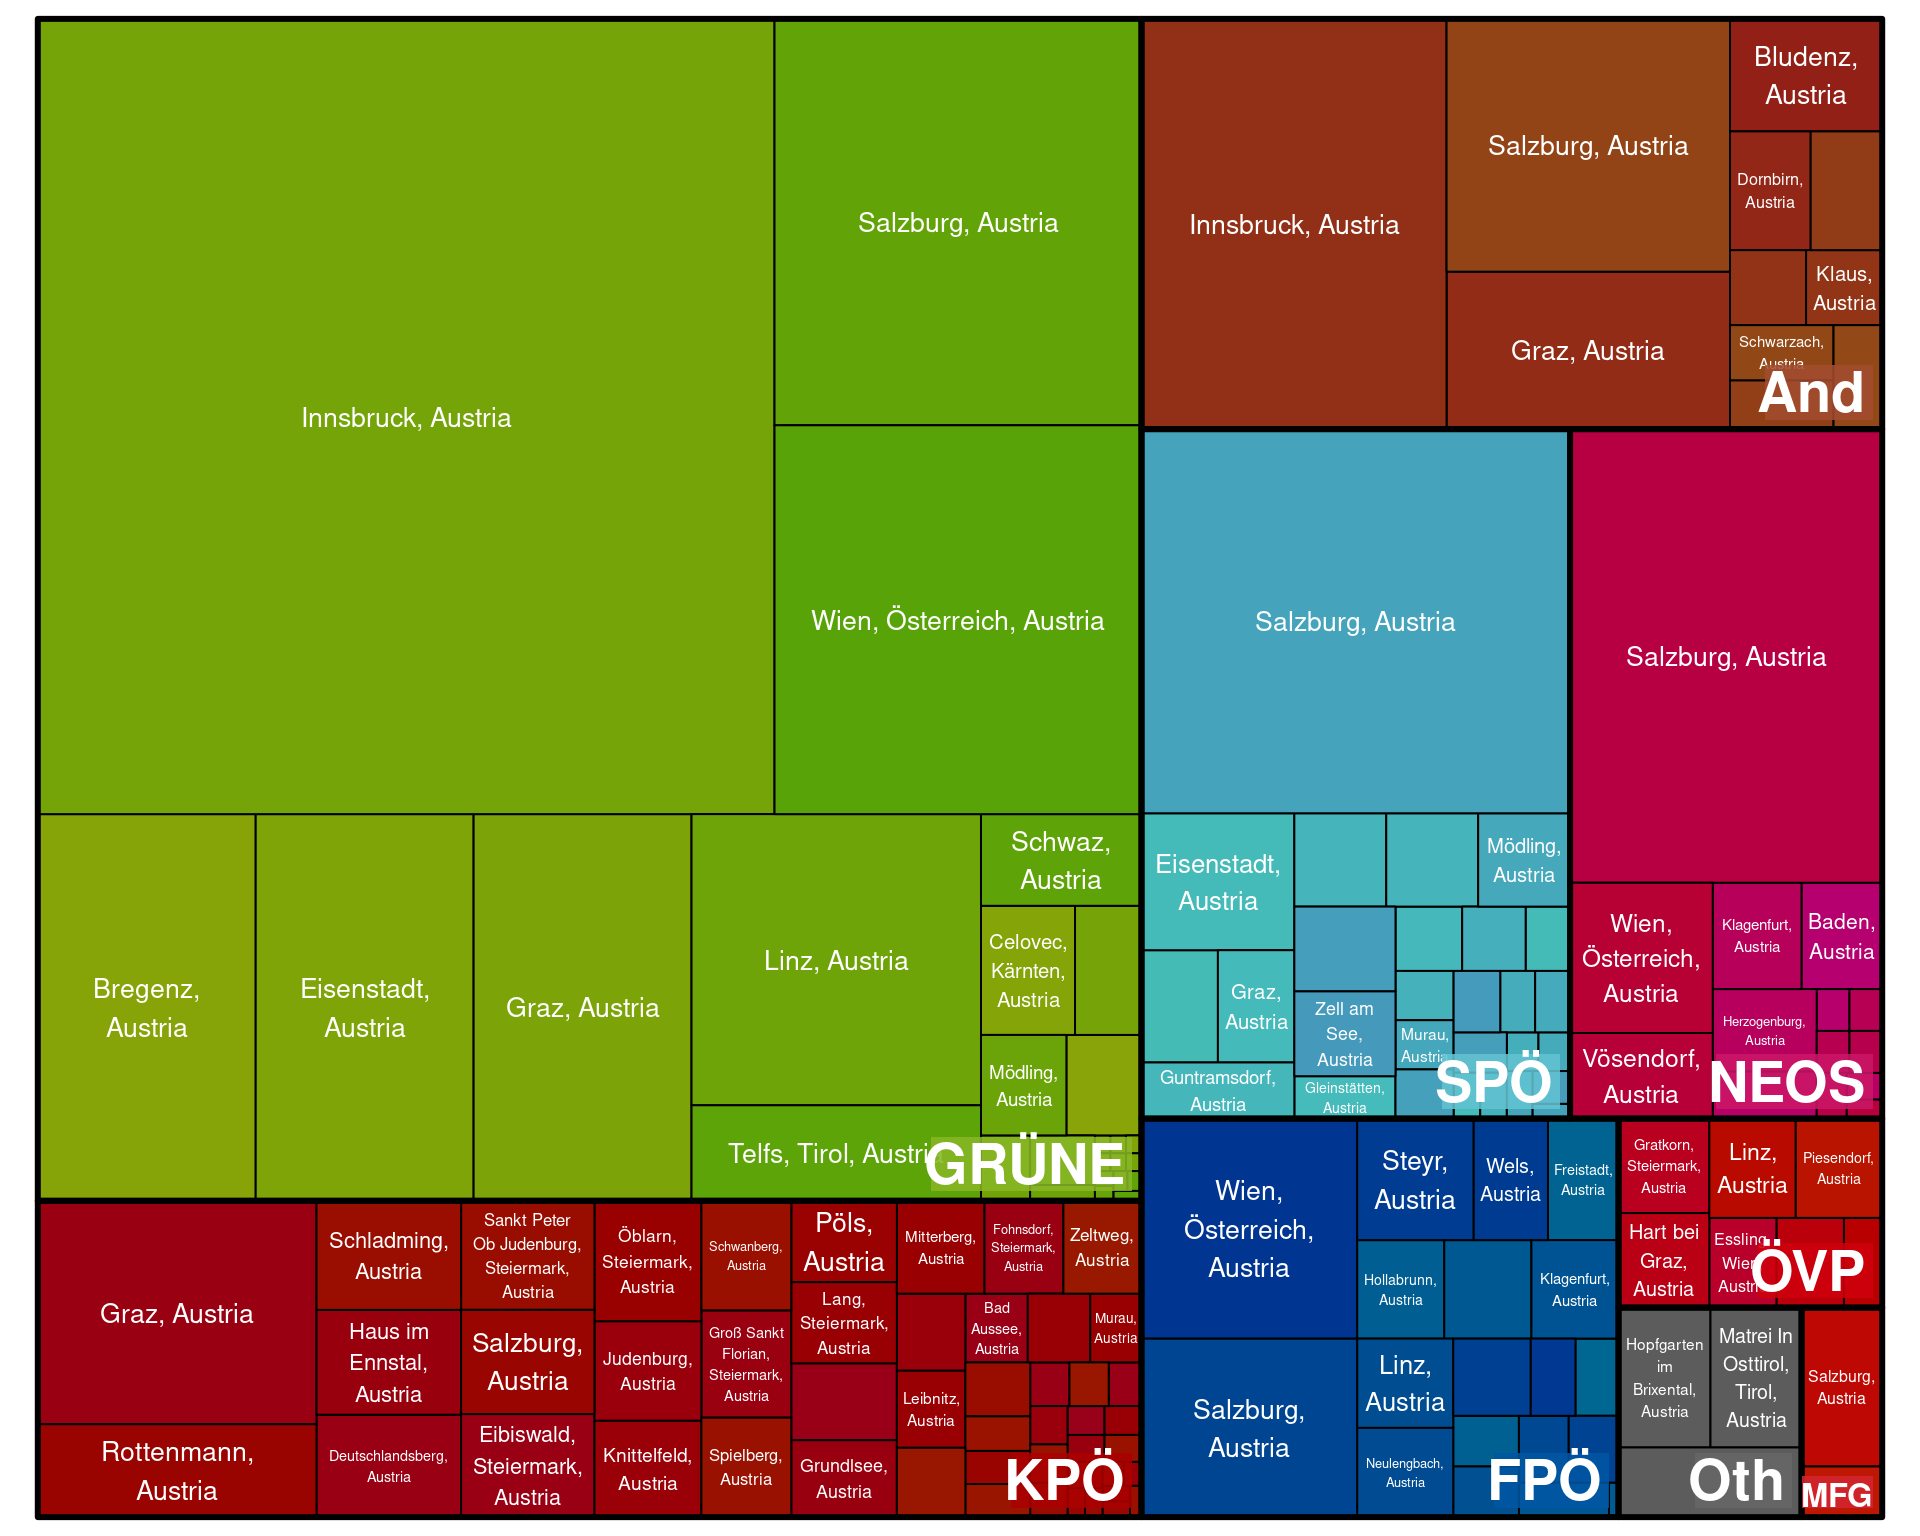 Innsbruck, Austria
Salzburg, Austria
Wien, Österreich, Austria
Bregenz,
Austria
Eisenstadt,
Austria
Graz, Austria
Linz, Austria
Telfs, Tirol, Austria
Schwaz,
Austria
Celovec,
Kärnten,
Austria
Mödling,
Austria
GRÜNE
Innsbruck, Austria
Salzburg, Austria
Graz, Austria
Bludenz,
Austria
Dornbirn,
Austria
Klaus,
Austria
Schwarzach,
Austria
And
Salzburg, Austria
Eisenstadt,
Austria
Mödling,
Austria
Graz,
Austria
Guntramsdorf,
Austria
Zell am
See,
Austria
Gleinstätten,
Austria
Murau,
Austria
SPÖ
Salzburg, Austria
Wien,
Österreich,
Austria
Vösendorf,
Austria
Klagenfurt,
Austria
Baden,
Austria
Herzogenburg,
Austria
NEOS
Graz, Austria
Rottenmann,
Austria
Schladming,
Austria
Haus im
Ennstal,
Austria
Deutschlandsberg,
Austria
Sankt Peter
Ob Judenburg,
Steiermark,
Austria
Salzburg,
Austria
Eibiswald,
Steiermark,
Austria
Öblarn,
Steiermark,
Austria
Judenburg,
Austria
Knittelfeld,
Austria
Schwanberg,
Austria
Groß Sankt
Florian,
Steiermark,
Austria
Spielberg,
Austria
Pöls,
Austria
Lang,
Steiermark,
Austria
Grundlsee,
Austria
Mitterberg,
Austria
Leibnitz,
Austria
Fohnsdorf,
Steiermark,
Austria
Zeltweg,
Austria
Bad
Aussee,
Austria
Murau,
Austria
KPÖ
Wien,
Österreich,
Austria
Salzburg,
Austria
Steyr,
Austria
Wels,
Austria
Freistadt,
Austria
Hollabrunn,
Austria
Klagenfurt,
Austria
Linz,
Austria
Neulengbach,
Austria
FPÖ
Gratkorn,
Steiermark,
Austria
Hart bei
Graz,
Austria
Linz,
Austria
Piesendorf,
Austria
Essling,
Wien,
Austria
ÖVP
Hopfgarten
im
Brixental,
Austria
Matrei In
Osttirol,
Tirol,
Austria
Oth
Salzburg,
Austria
MFG